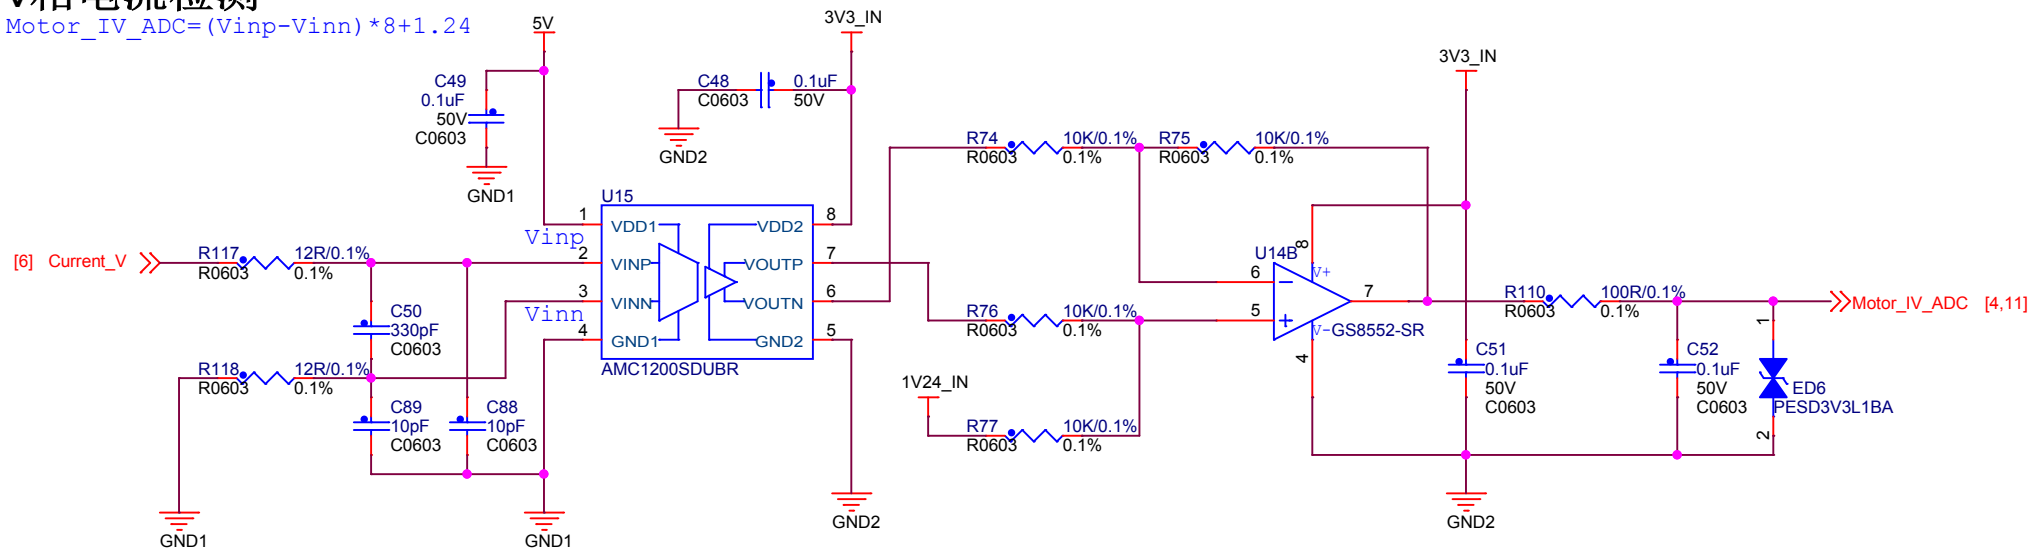 V相电流检测
Motor_IV_ADC=(Vinp-Vinn)*8+1.24
5V
3V3_IN
3V3_IN
C49
0.1uF
50V
C0603
GND1
C48
C0603
0.1uF
50V
GND2
R74
R0603
10K/0.1%
0.1%
R75
R0603
10K/0.1%
0.1%
U15
1
VDD1
VDD2
8
Vinp
2
VINP
VOUTP
7
3
VINN
VOUTN
6
Vinn
4
GND1
GND2
5
AMC1200SDUBR
[6] Current_V
R117
R0603
12R/0.1%
0.1%
C50
330pF
C0603
R118
R0603
12R/0.1%
0.1%
C89
10pF
C0603
C88
10pF
C0603
GND1
GND1
GND2
R76
R0603
10K/0.1%
0.1%
1V24_IN
R77
R0603
10K/0.1%
0.1%
U14B
8
V+
6
5
7
V-
4
GS8552-SR
R110
R0603
100R/0.1%
0.1%
Motor_IV_ADC [4,11]
C51
0.1uF
50V
C0603
C52
0.1uF
50V
C0603
1
ED6
PESD3V3L1BA
2
GND2